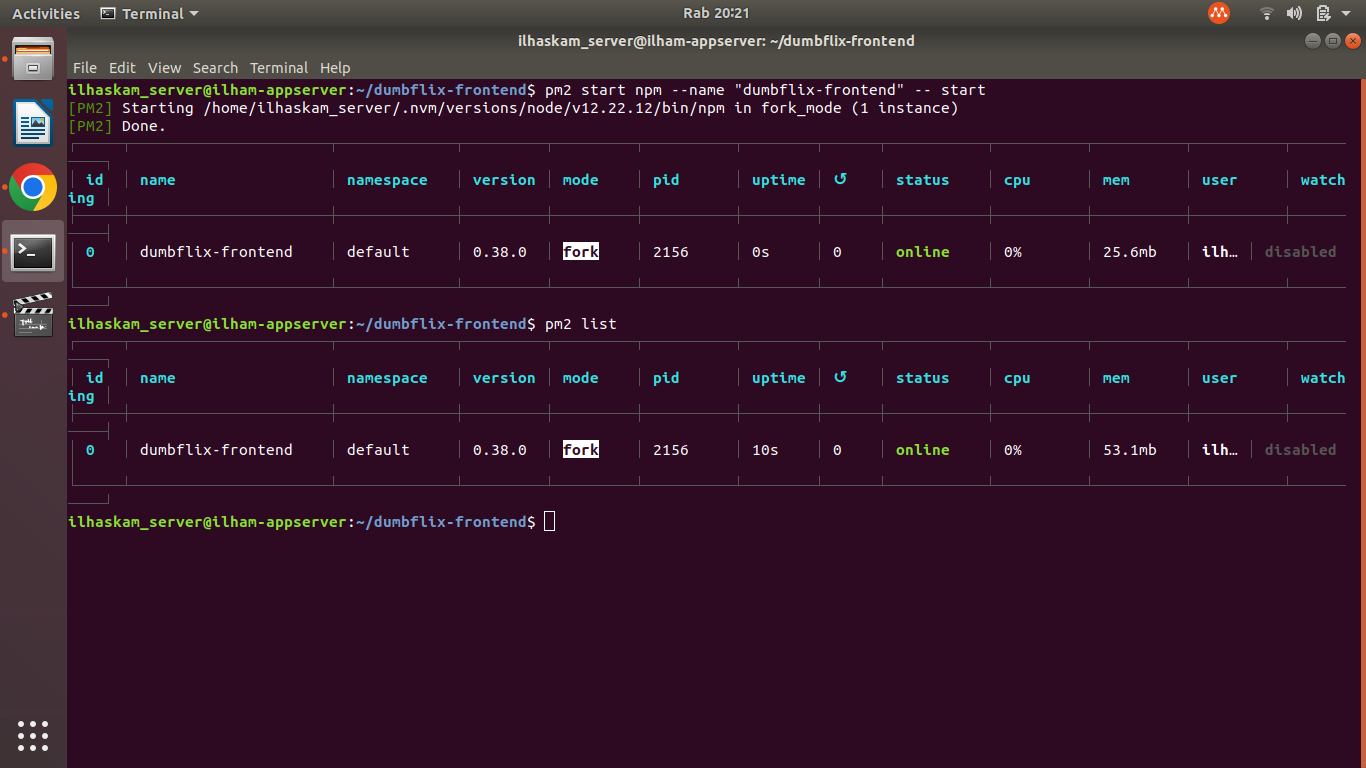 Activities Terminal Rab 20:21
ilhaskam_server@ilham-appserver: ~/dumbflix-frontend
File Edit View Search Terminal Help
ilhaskam_server@ilham-appserver:~/dumbflix-frontend$ pm2 start npm --name "dumbflix-frontend" -- start
[PM2] Starting /home/ilhaskam_server/.nvm/versions/node/v12.22.12/bin/npm in fork_mode (1 instance)
[PM2] Done.
id name namespace version mode pid uptime ↺ status cpu mem user watch
ing
0 dumbflix-frontend default 0.38.0 fork 2156 0s 0 online 0% 25.6mb ilh… disabled
ilhaskam_server@ilham-appserver:~/dumbflix-frontend$ pm2 list
id name namespace version mode pid uptime ↺ status cpu mem user watch
ing
0 dumbflix-frontend default 0.38.0 fork 2156 10s 0 online 0% 53.1mb ilh… disabled
ilhaskam_server@ilham-appserver:~/dumbflix-frontend$